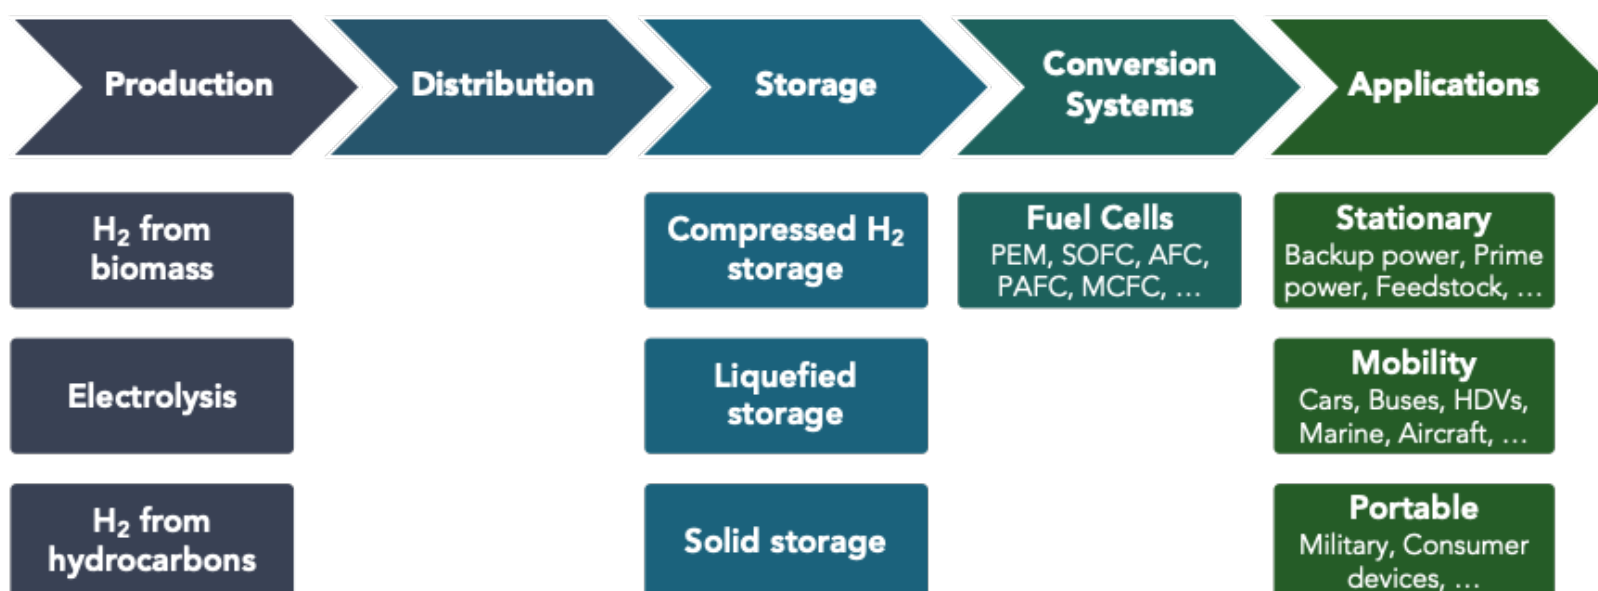 Production
Distribution
Storage
Conversion
Systems
Applications
H₂ from
biomass
Electrolysis
H₂ from
hydrocarbons
Compressed H₂
storage
Liquefied
storage
Solid storage
Fuel Cells
PEM, SOFC, AFC,
PAFC, MCFC, …
Stationary
Backup power, Prime
power, Feedstock, …
Mobility
Cars, Buses, HDVs,
Marine, Aircraft, …
Portable
Military, Consumer
devices, …